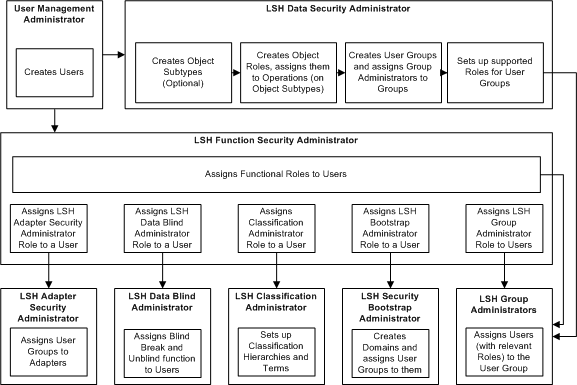 User Management
Administrator
Creates Users
LSH Data Security Administrator
Creates Object
Subtypes
(Optional)
Creates Object
Roles, assigns them
to Operations (on
Object Subtypes)
Creates User Groups
and assigns Group
Administrators to
Groups
Sets up supported
Roles for User
Groups
LSH Function Security Administrator
Assigns Functional Roles to Users
Assigns LSH
Adapter Security
Administrator
Role to a User
Assigns LSH
Data Blind
Administrator
Role to a User
Assigns
Classification
Administrator
Role to a User
Assigns LSH
Bootstrap
Administrator
Role to a User
Assigns LSH
Group
Administrator
Role to Users
LSH Adapter
Security
Administrator
Assigns User
Groups to
Adapters
LSH Data Blind
Administrator
Assigns Blind
Break and
Unblind function to
Users
LSH Classification
Administrator
Sets up
Classification
Hierarchies and
Terms
LSH Security
Bootstrap
Administrator
Creates
Domains and
assigns User
Groups to them
LSH Group
Administrators
Assigns Users
(with relevant
Roles) to the
User Group